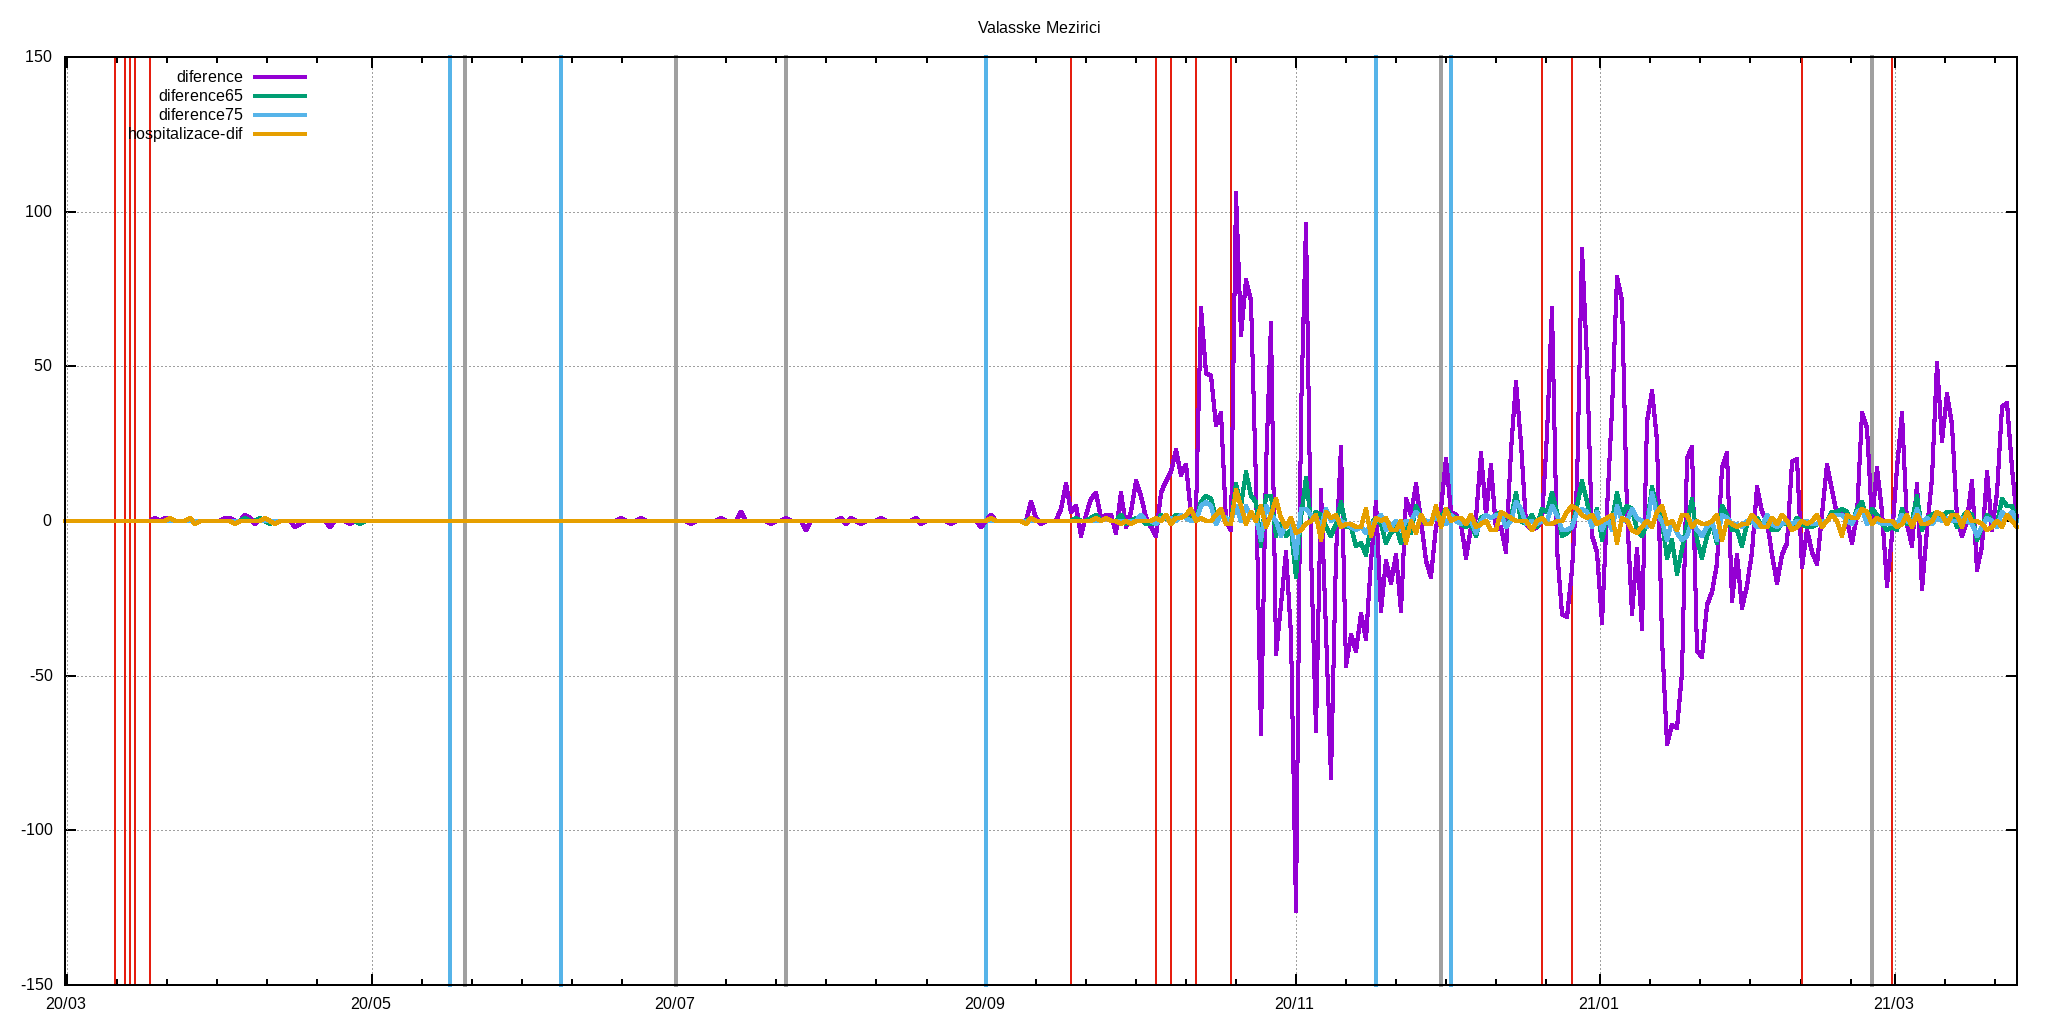 Valasske Mezirici
150
diference
diference65
diference75
hospitalizace-dif
100
50
0
-50
-100
-150
20/03 20/05 20/07 20/09 20/11 21/01 21/03